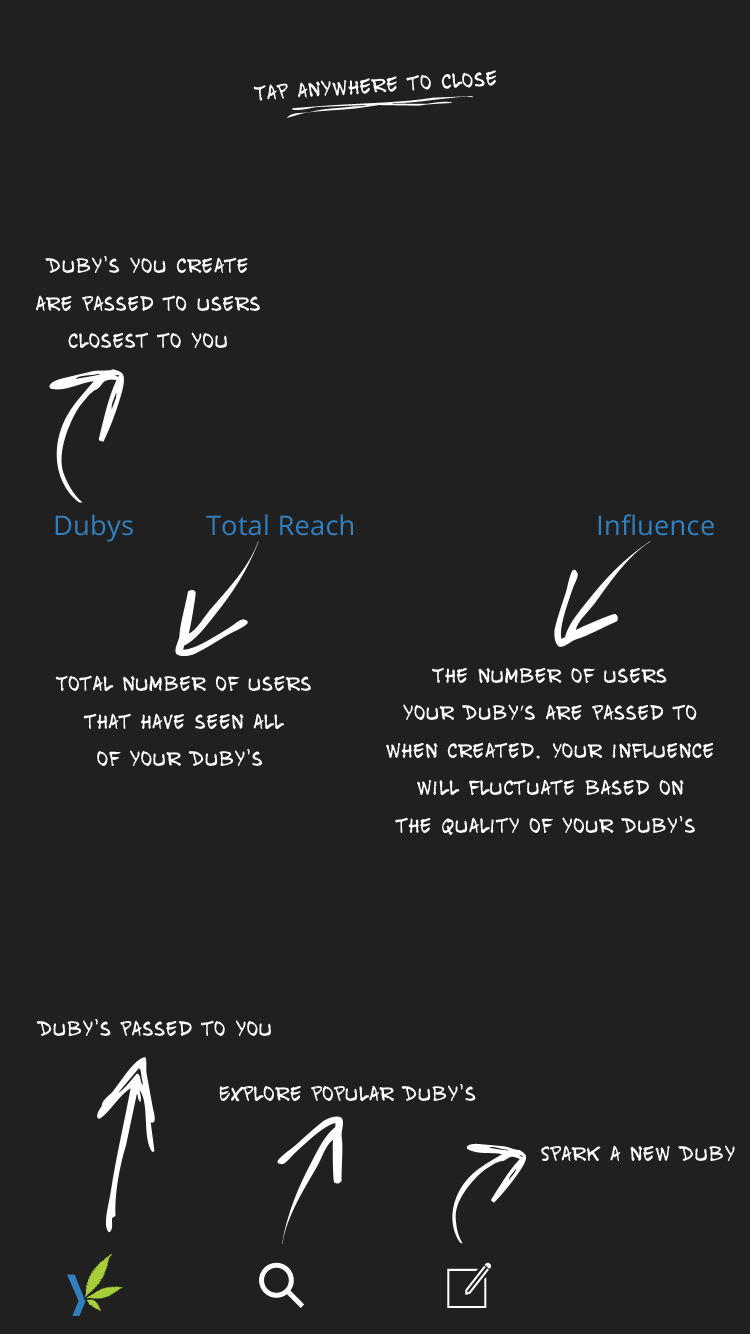 TAP ANYWHERE TO CLOSE
DUBY'S YOU CREATE
ARE PASSED TO USERS
CLOSEST TO YOU
Dubys
Total Reach
Influence
TOTAL NUMBER OF USERS
THAT HAVE SEEN ALL
OF YOUR DUBY'S
THE NUMBER OF USERS
YOUR DUBY'S ARE PASSED TO
WHEN CREATED. YOUR INFLUENCE
WILL FLUCTUATE BASED ON
THE QUALITY OF YOUR DUBY'S
DUBY'S PASSED TO YOU
EXPLORE POPULAR DUBY'S
SPARK A NEW DUBY